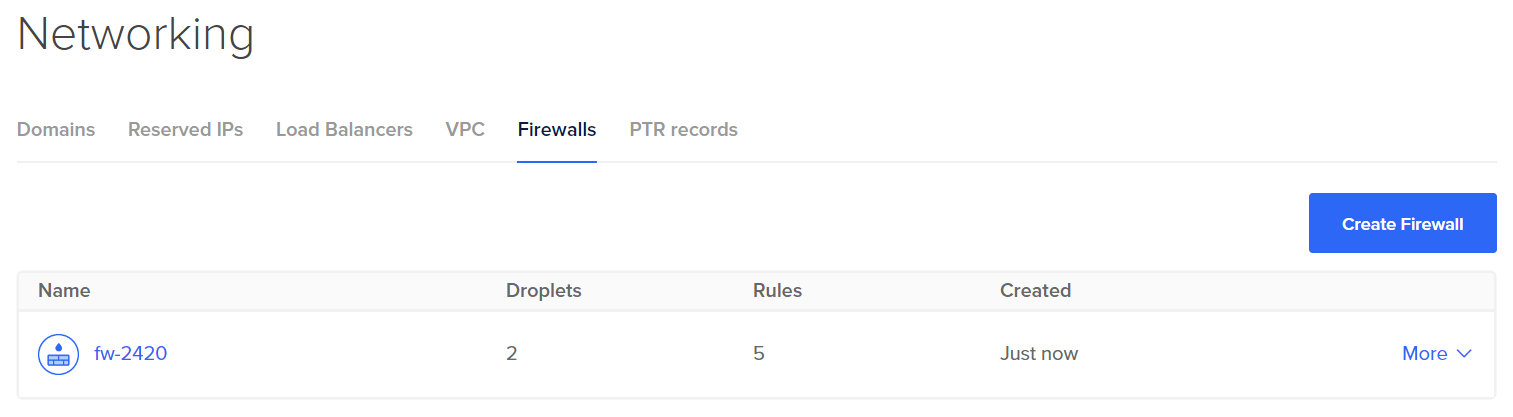 Networking
Domains Reserved IPs Load Balancers VPC Firewalls PTR records
Create Firewall
Name Droplets Rules Created
fw-2420 2 5 Just now More